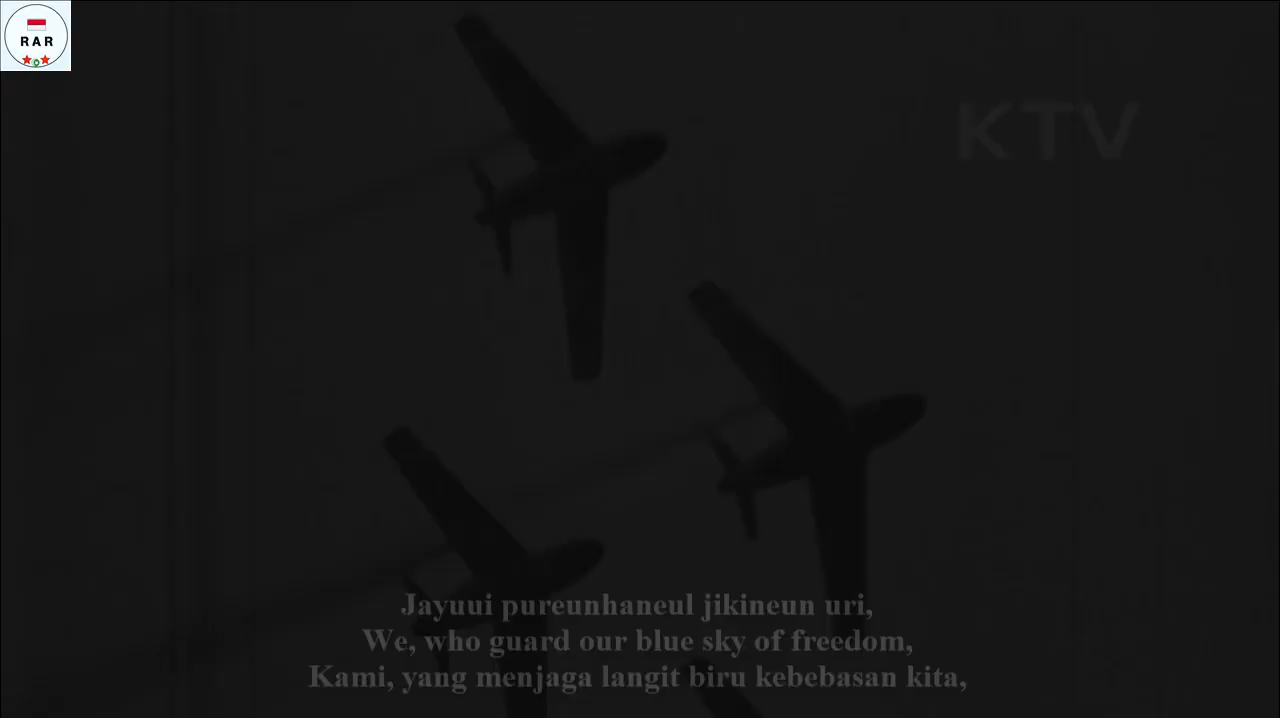 RAR
KTV
Jayuui pureunhaneul jikineun uri,
We, who guard our blue sky of freedom,
Kami, yang menjaga langit biru kebebasan kita,